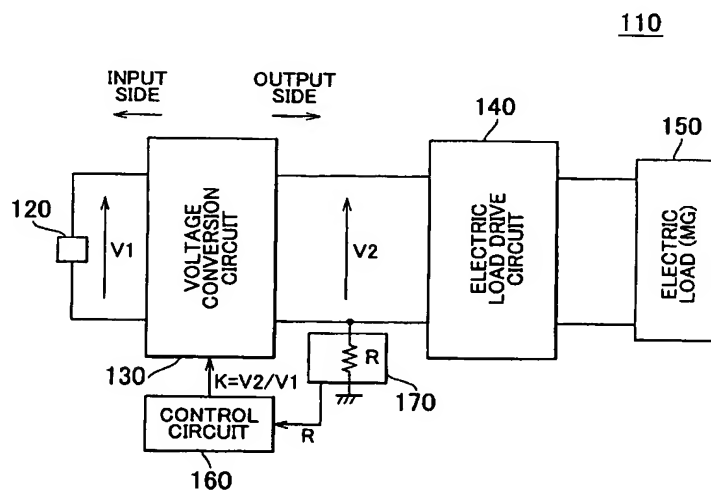 110
INPUT
SIDE
OUTPUT
SIDE
140
150
120
V1
VOLTAGE
CONVERSION
CIRCUIT
V2
ELECTRIC
LOAD DRIVE
CIRCUIT
ELECTRIC
LOAD (MG)
130
K=V2/V1
R
170
CONTROL
CIRCUIT
R
160